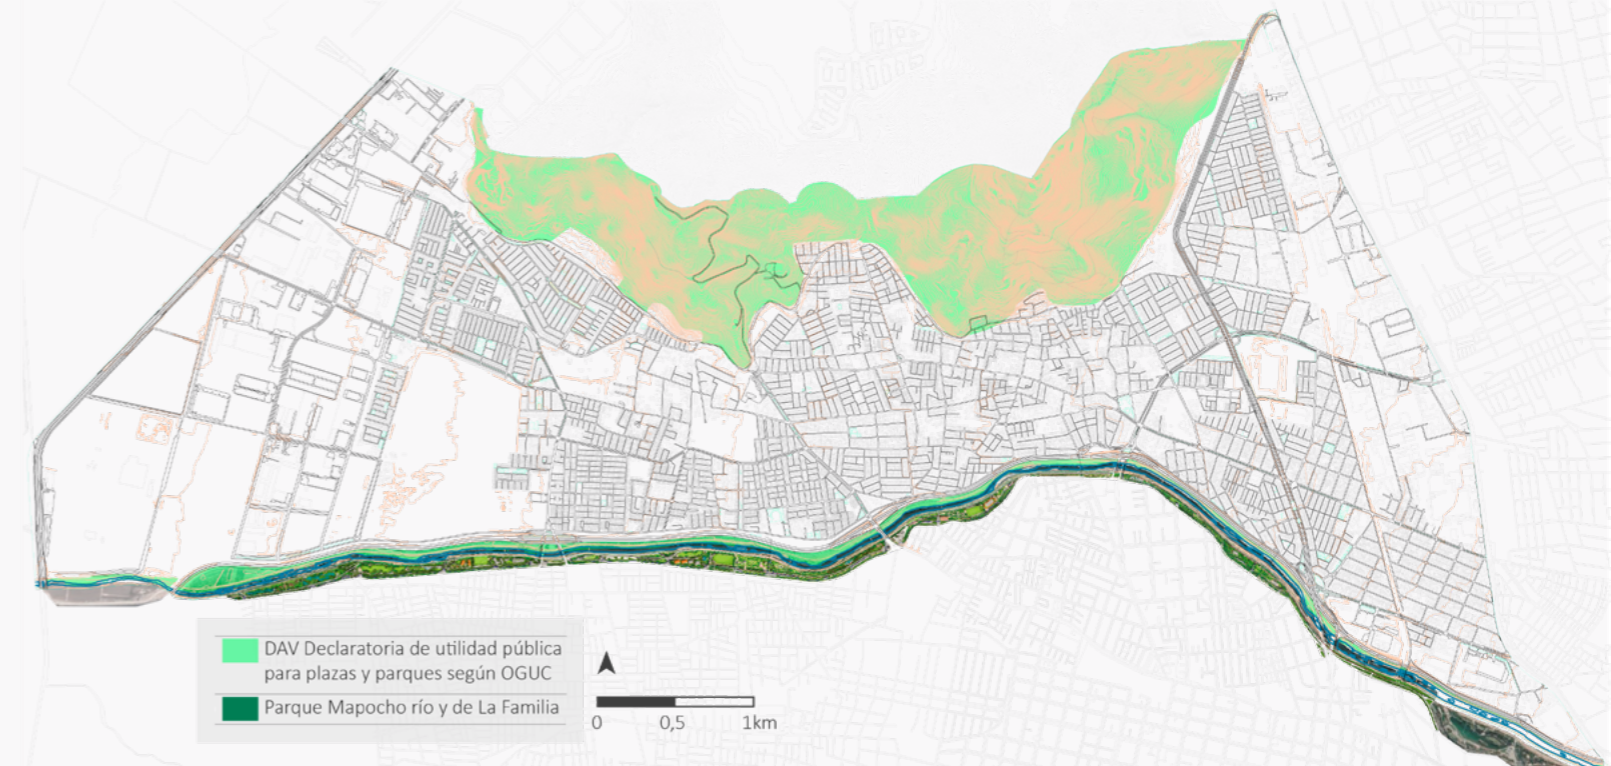 DAV Declaratoria de utilidad pública
para plazas y parques según OGUC
Parque Mapocho río y de La Familia
0 0,5 1km